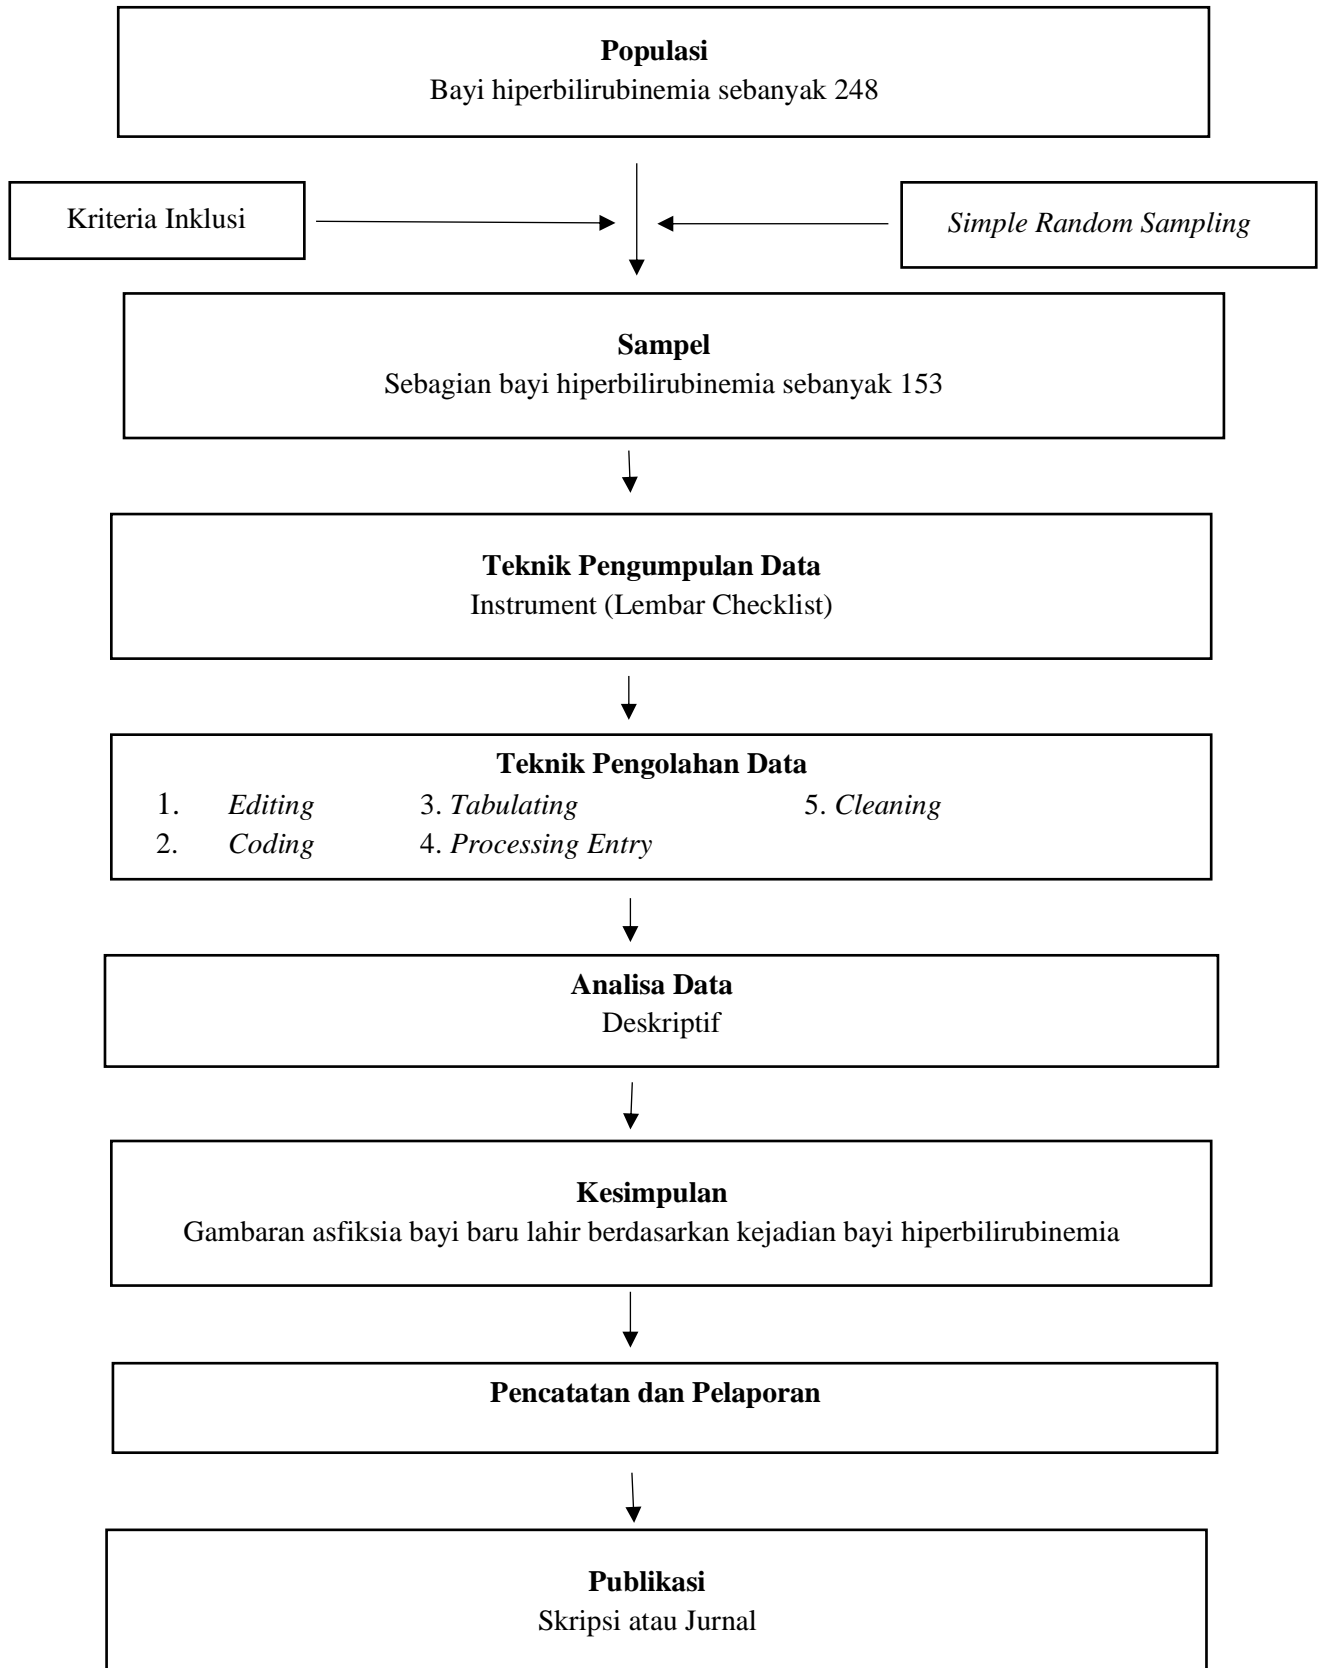 Populasi
Bayi hiperbilirubinemia sebanyak 248
Kriteria Inklusi
Simple Random Sampling
Sampel
Sebagian bayi hiperbilirubinemia sebanyak 153
Teknik Pengumpulan Data
Instrument (Lembar Checklist)
Teknik Pengolahan Data
1. Editing 3. Tabulating 5. Cleaning
2. Coding 4. Processing Entry
Analisa Data
Deskriptif
Kesimpulan
Gambaran asfiksia bayi baru lahir berdasarkan kejadian bayi hiperbilirubinemia
Pencatatan dan Pelaporan
Publikasi
Skripsi atau Jurnal